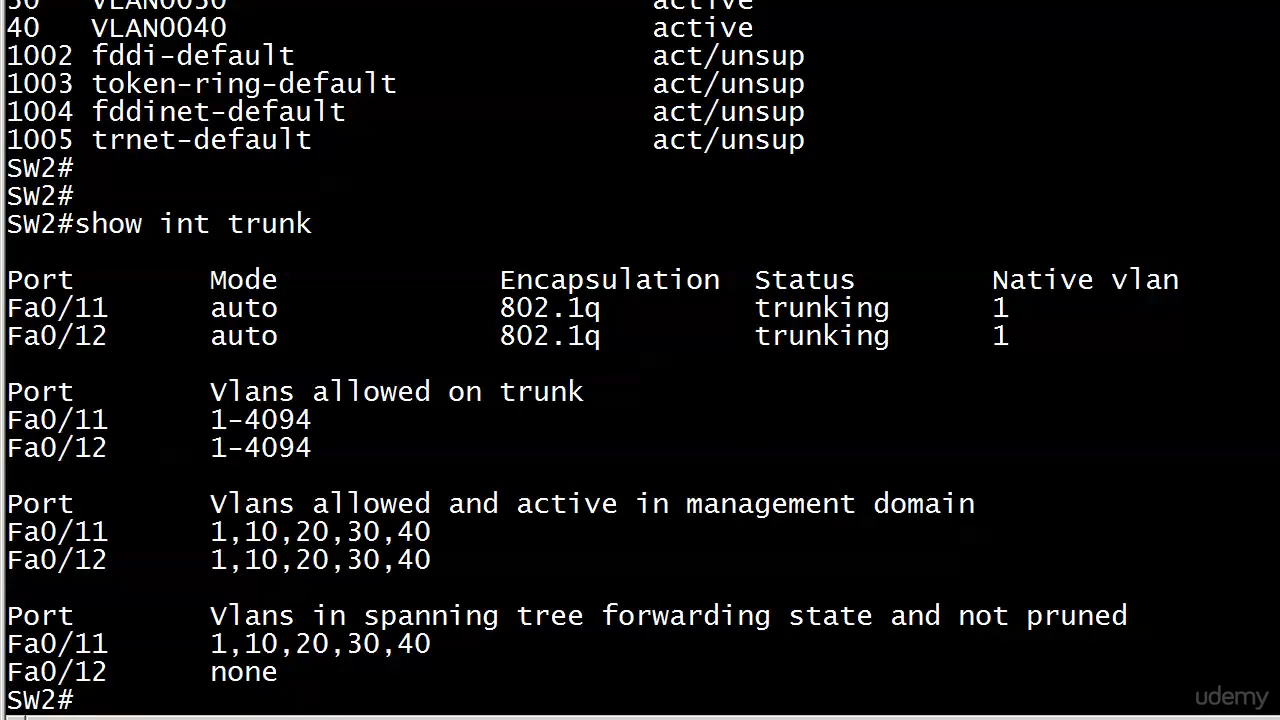 30 VLAN0030 active
40 VLAN0040 active
1002 fddi-default act/unsup
1003 token-ring-default act/unsup
1004 fddinet-default act/unsup
1005 trnet-default act/unsup
SW2#
SW2#
SW2#show int trunk
Port Mode Encapsulation Status Native vlan
Fa0/11 auto 802.1q trunking 1
Fa0/12 auto 802.1q trunking 1
Port Vlans allowed on trunk
Fa0/11 1-4094
Fa0/12 1-4094
Port Vlans allowed and active in management domain
Fa0/11 1,10,20,30,40
Fa0/12 1,10,20,30,40
Port Vlans in spanning tree forwarding state and not pruned
Fa0/11 1,10,20,30,40
Fa0/12 none
SW2#
udemy